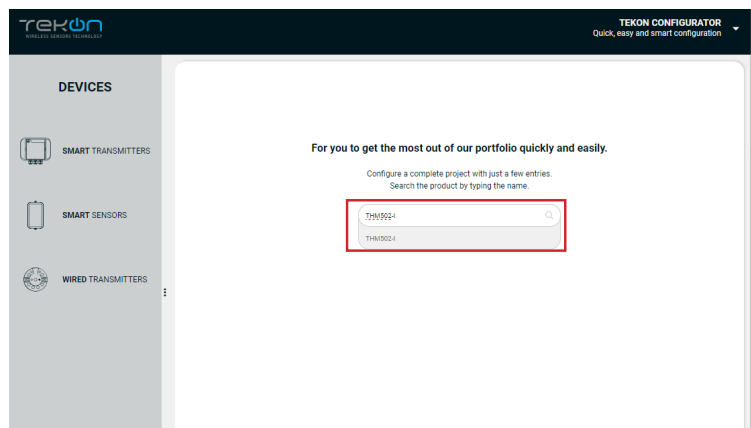 TEKON
WIRELESS SENSORS TECHNOLOGY
TEKON CONFIGURATOR
Quick, easy and smart configuration
DEVICES
SMART TRANSMITTERS
SMART SENSORS
WIRED TRANSMITTERS
For you to get the most out of our portfolio quickly and easily.
Configure a complete project with just a few entries.
Search the product by typing the name.
THM502-I
THM502-I